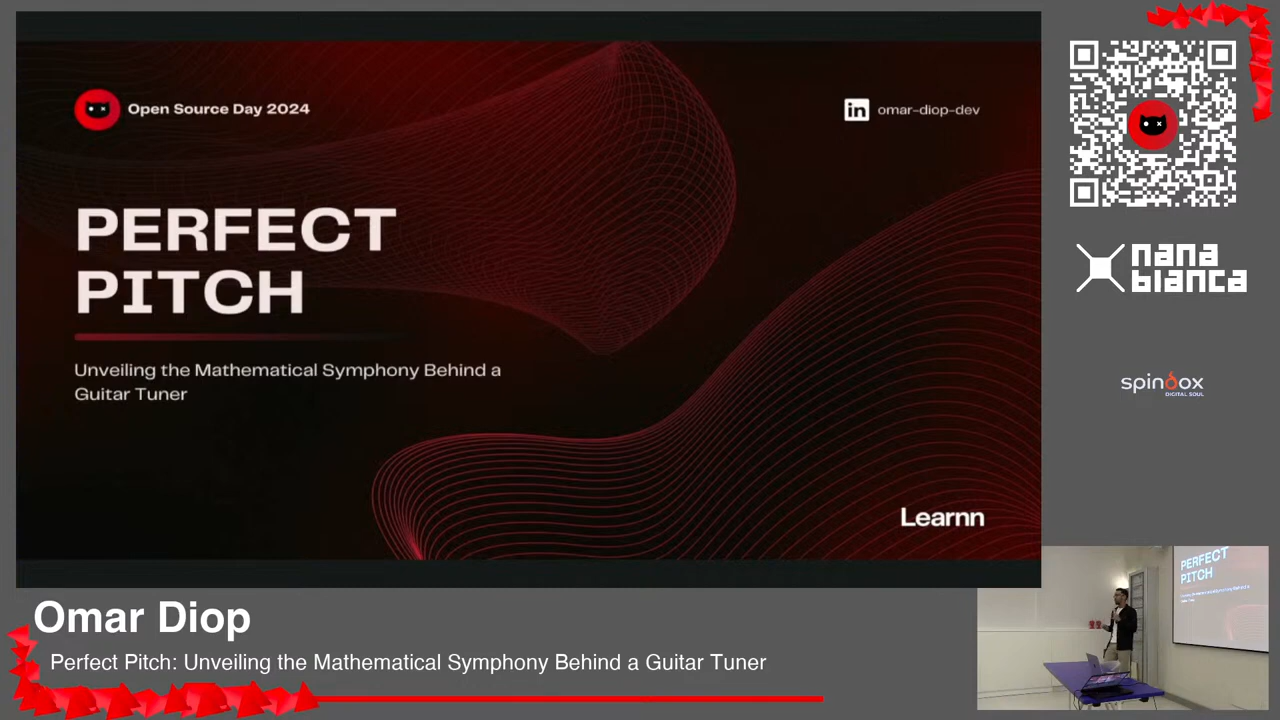 Open Source Day 2024
in omar-diop-dev
PERFECT
PITCH
Unveiling the Mathematical Symphony Behind a
Guitar Tuner
Learnn
nana
bianca
spindox
DIGITAL SOUL
PERFECT
PITCH
Omar Diop
Perfect Pitch: Unveiling the Mathematical Symphony Behind a Guitar Tuner